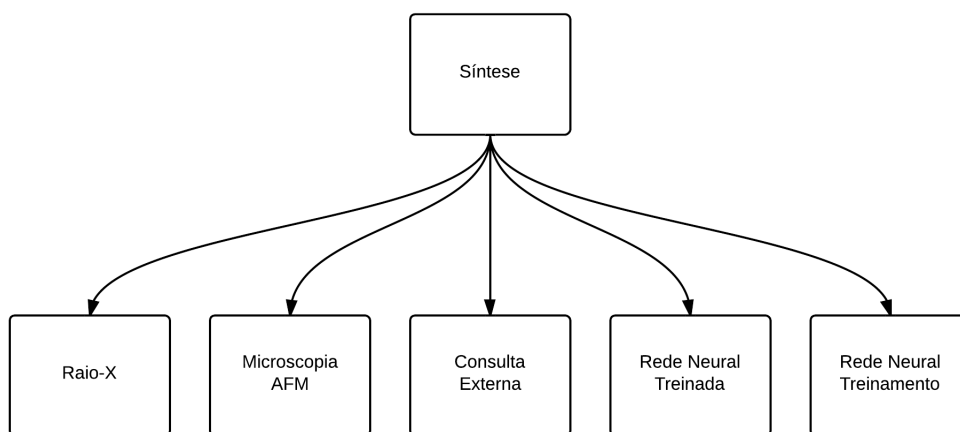 Síntese
Raio-X
Microscopia
AFM
Consulta
Externa
Rede Neural
Treinada
Rede Neural
Treinamento